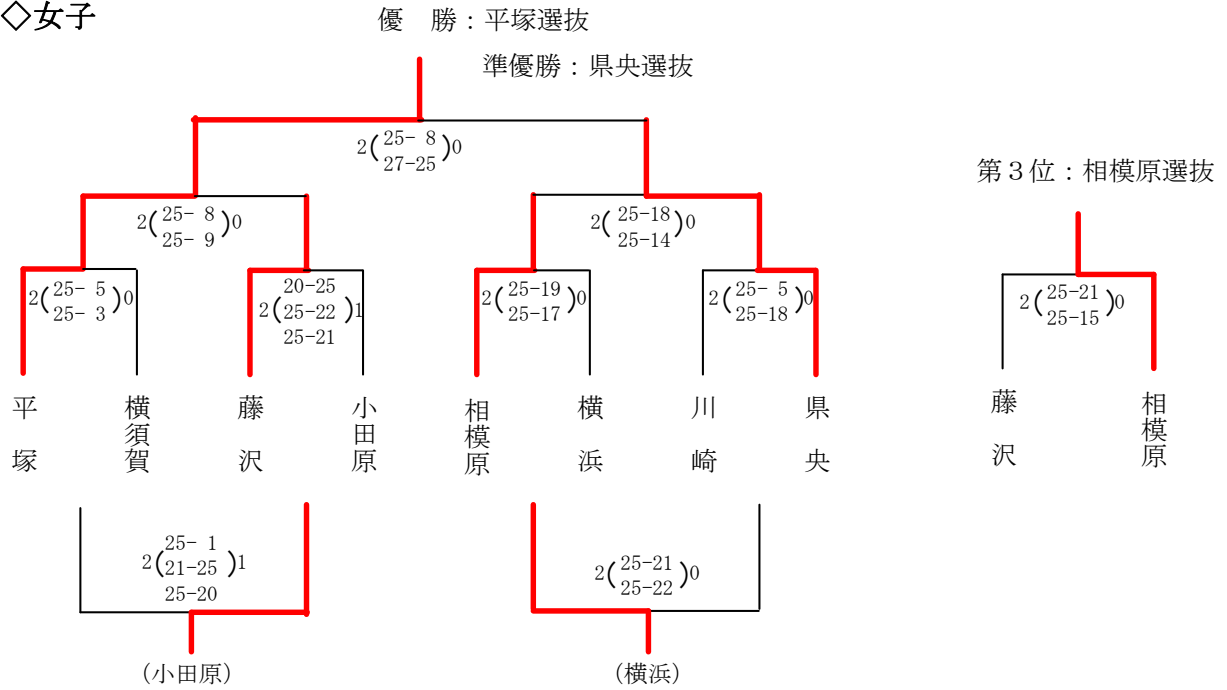 ◇女子
優　勝：平塚選抜
準優勝：県央選抜
2(25- 8
27-25)0
第３位：相模原選抜
2(25- 8
25- 9)0
2(25-18
25-14)0
2(25- 5
25- 3)0
20-25
2(25-22)1
25-21
2(25-19
25-17)0
2(25- 5
25-18)0
2(25-21
25-15)0
平塚
横須賀
藤沢
小田原
相模原
横浜
川崎
県央
藤沢
相模原
25- 1
2(21-25)1
25-20
2(25-21
25-22)0
(小田原)
(横浜)